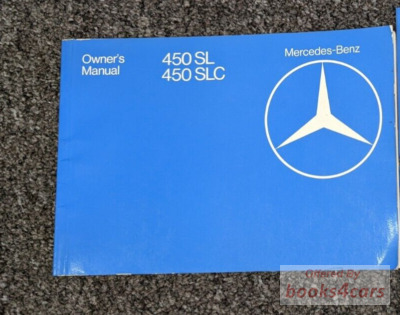 Owner's
Manual
450 SL
450 SLC
Mercedes-Benz
books4cars